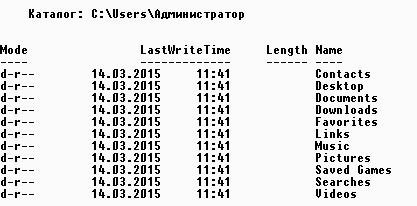 Каталог: C:\Users\Администратор
Mode LastWriteTime Length Name
---- ------------- ------ ----
d-r-- 14.03.2015 11:41 Contacts
d-r-- 14.03.2015 11:41 Desktop
d-r-- 14.03.2015 11:41 Documents
d-r-- 14.03.2015 11:41 Downloads
d-r-- 14.03.2015 11:41 Favorites
d-r-- 14.03.2015 11:41 Links
d-r-- 14.03.2015 11:41 Music
d-r-- 14.03.2015 11:41 Pictures
d-r-- 14.03.2015 11:41 Saved Games
d-r-- 14.03.2015 11:41 Searches
d-r-- 14.03.2015 11:41 Videos